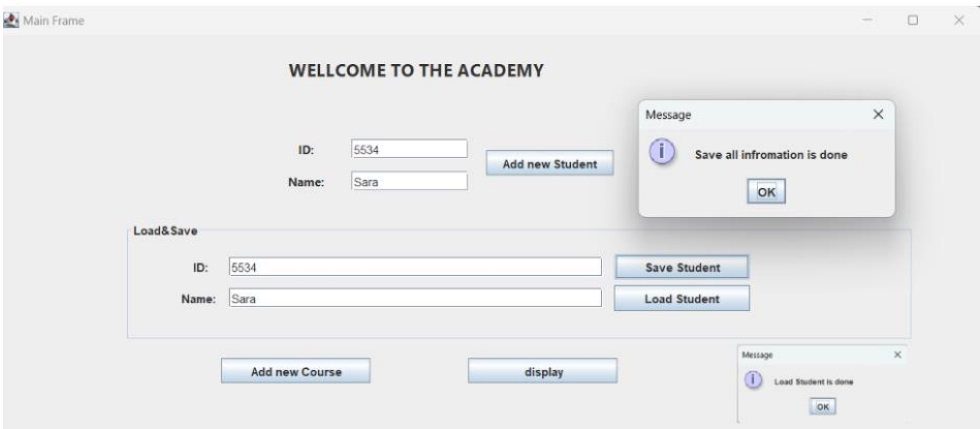 Main Frame
WELLCOME TO THE ACADEMY
Message
Save all infromation is done
OK
ID: 5534
Add new Student
Name: Sara
Load&Save
ID: 5534 Save Student
Name: Sara Load Student
Add new Course display
Message
Load Student is done
OK